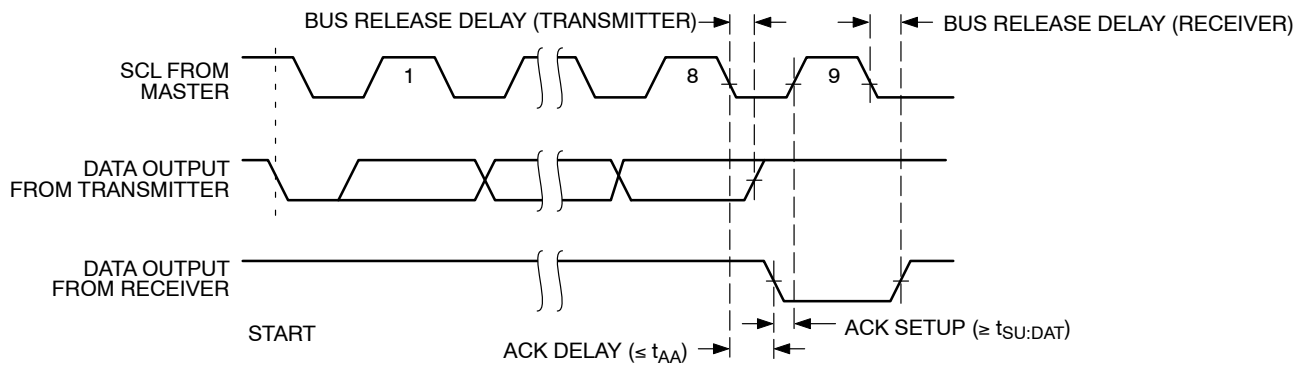 BUS RELEASE DELAY (TRANSMITTER)
BUS RELEASE DELAY (RECEIVER)
SCL FROM
MASTER
1
8
9
DATA OUTPUT
FROM TRANSMITTER
DATA OUTPUT
FROM RECEIVER
START
ACK SETUP (≥ tSU:DAT)
ACK DELAY (≤ tAA)